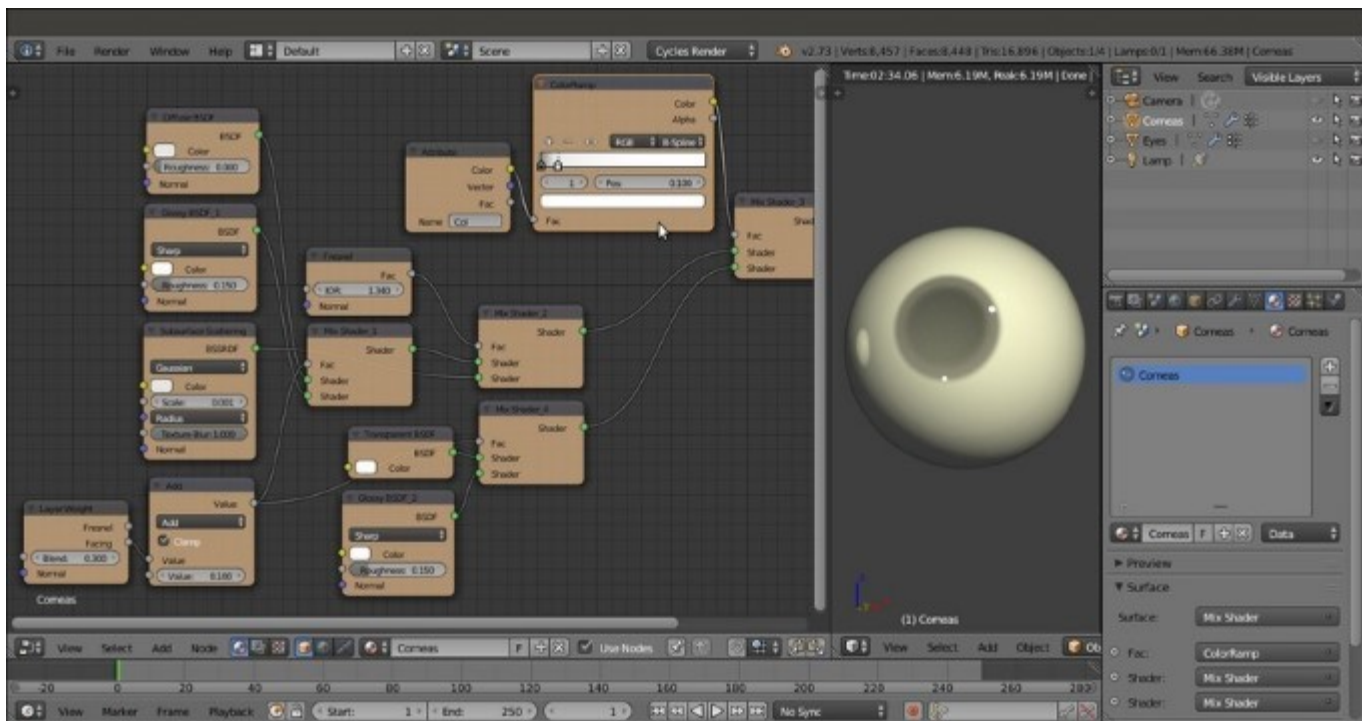 File Render Window Help Default Scene Cycles Render v2.73 | Verts:8,457 | Faces:8,448 | Tris:16,896 | Objects:1/4 | Lamps:0/1 | Mem:66.38M | Corneas
Time:02:34.06 | Mem:6.19M, Peak:6.19M | Done
View Search Visible Layers
Camera
Corneas
Eyes
Lamp
Diffuse BSDF
BSDF
Color
Roughness: 0.000
Normal
Glossy BSDF_1
BSDF
Sharp
Color
Roughness: 0.150
Normal
Subsurface Scattering
BSSRDF
Gaussian
Color
Scale: 0.001
Radius
Texture Blur: 1.000
Normal
Layer Weight
Fresnel
Facing
Blend: 0.300
Normal
Add
Value
Add
Clamp
Value
Value: 0.100
Attribute
Color
Vector
Fac
Name Col
ColorRamp
Color
Alpha
RGB B-Spline
1 Pos 0.100
Fac
Fresnel
Fac
IOR: 1.340
Normal
Mix Shader_1
Shader
Fac
Shader
Shader
Mix Shader_2
Shader
Fac
Shader
Shader
Transparent BSDF
BSDF
Color
Glossy BSDF_2
BSDF
Sharp
Color
Roughness: 0.150
Normal
Mix Shader_4
Shader
Fac
Shader
Shader
Mix Shader_3
Shad
Fac
Shader
Shader
Corneas
(1) Corneas
Corneas Corneas
Corneas
Corneas F Data
Preview
Surface
Surface: Mix Shader
Fac: ColorRamp
Shader: Mix Shader
Shader: Mix Shader
View Select Add Node Corneas F Use Nodes
View Select Add Object Ob
-20 0 20 40 60 80 100 120 140 160 180 200 220 240 260 280
View Marker Frame Playback Start: 1 End: 250 1 No Sync